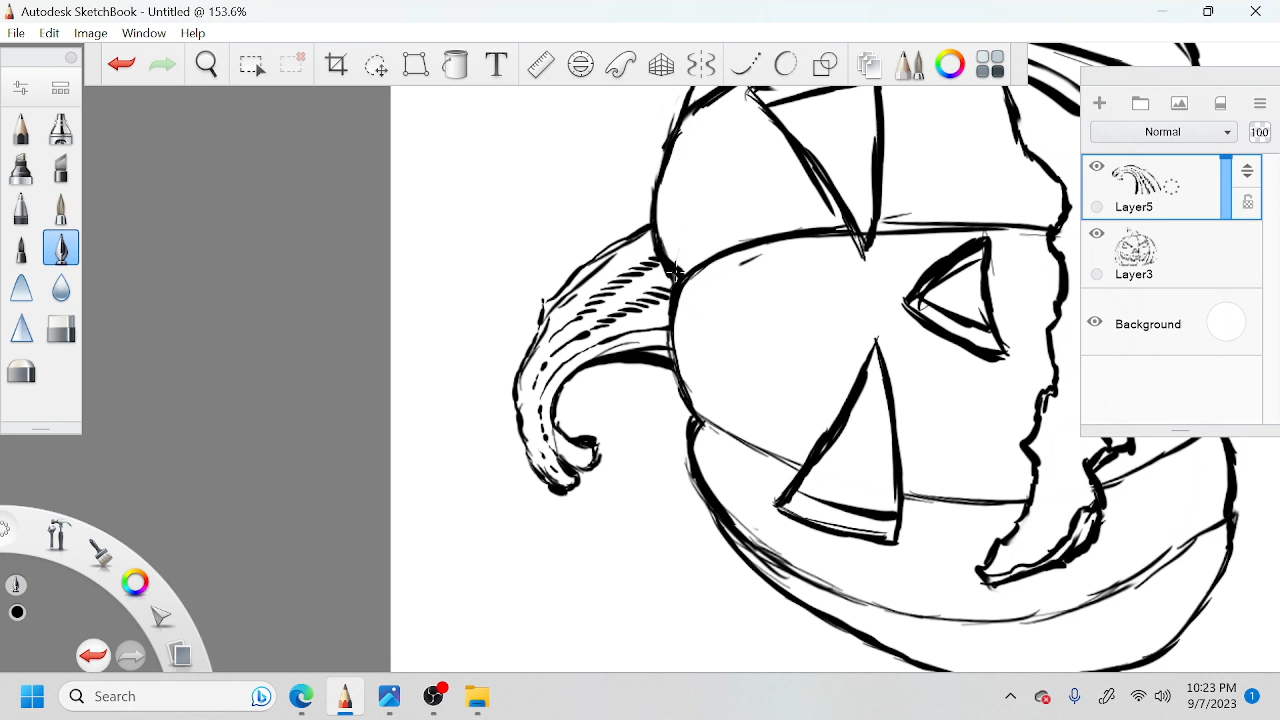 Autodesk SketchBook - Untitled @ 153.6%
File Edit Image Window Help
T
Normal
100
Layer5
Layer3
Background
Search
10:23 PM
9/7/2023
1